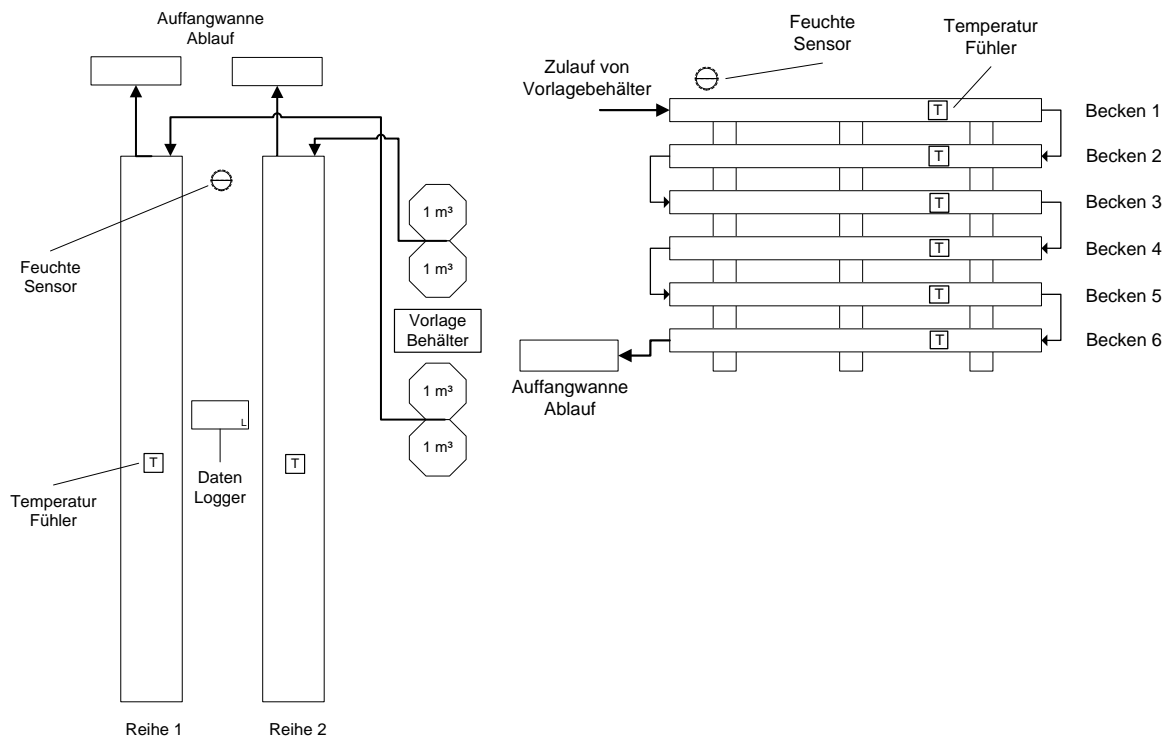 Auffangwanne
Ablauf
1 m³
1 m³
Feuchte
Sensor
Vorlage
Behälter
1 m³
1 m³
L
T
T
Temperatur
Fühler
Daten
Logger
Reihe 1
Reihe 2
Feuchte
Sensor
Temperatur
Fühler
Zulauf von
Vorlagebehälter
T
Becken 1
T
Becken 2
T
Becken 3
T
Becken 4
T
Becken 5
T
Becken 6
Auffangwanne
Ablauf